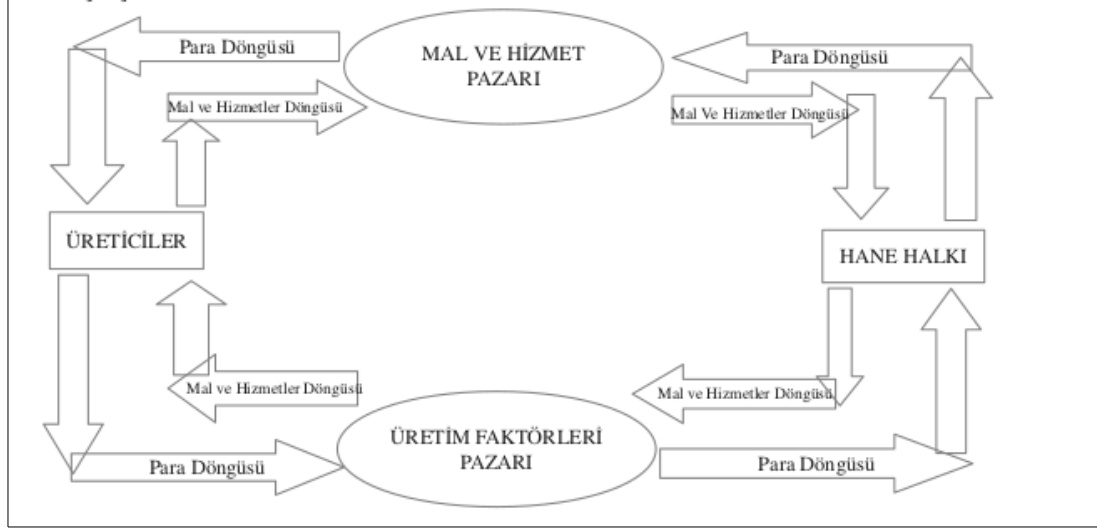 Para Döngüsü
MAL VE HİZMET
PAZARI
Para Döngüsü
Mal ve Hizmetler Döngüsü
Mal Ve Hizmetler Döngüsü
ÜRETİCİLER
HANE HALKI
Mal ve Hizmetler Döngüsü
Mal ve Hizmetler Döngüsü
ÜRETİM FAKTÖRLERİ
PAZARI
Para Döngüsü
Para Döngüsü